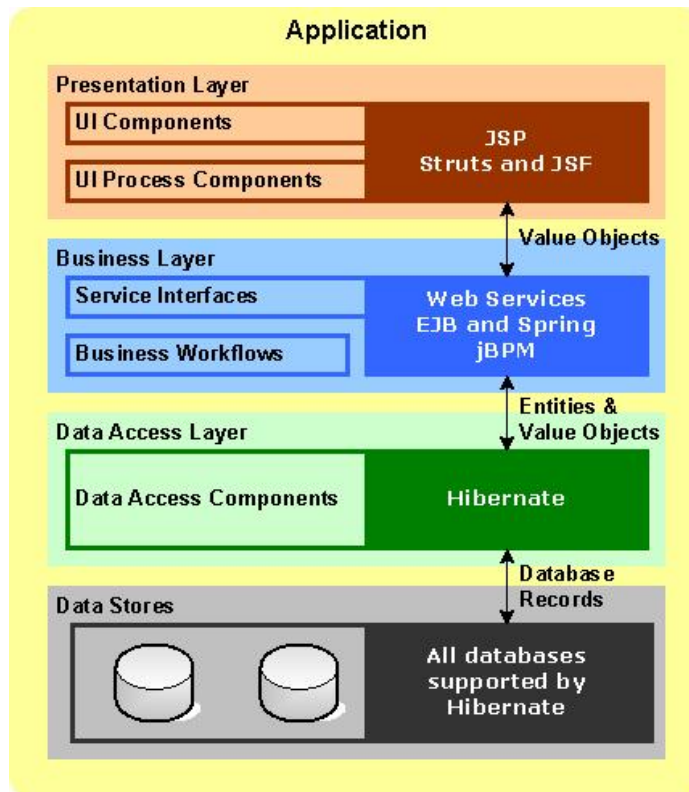 Application
Presentation Layer
UI Components
UI Process Components
JSP
Struts and JSF
Value Objects
Business Layer
Service Interfaces
Business Workflows
Web Services
EJB and Spring
jBPM
Entities &
Value Objects
Data Access Layer
Data Access Components
Hibernate
Database
Records
Data Stores
All databases
supported by
Hibernate